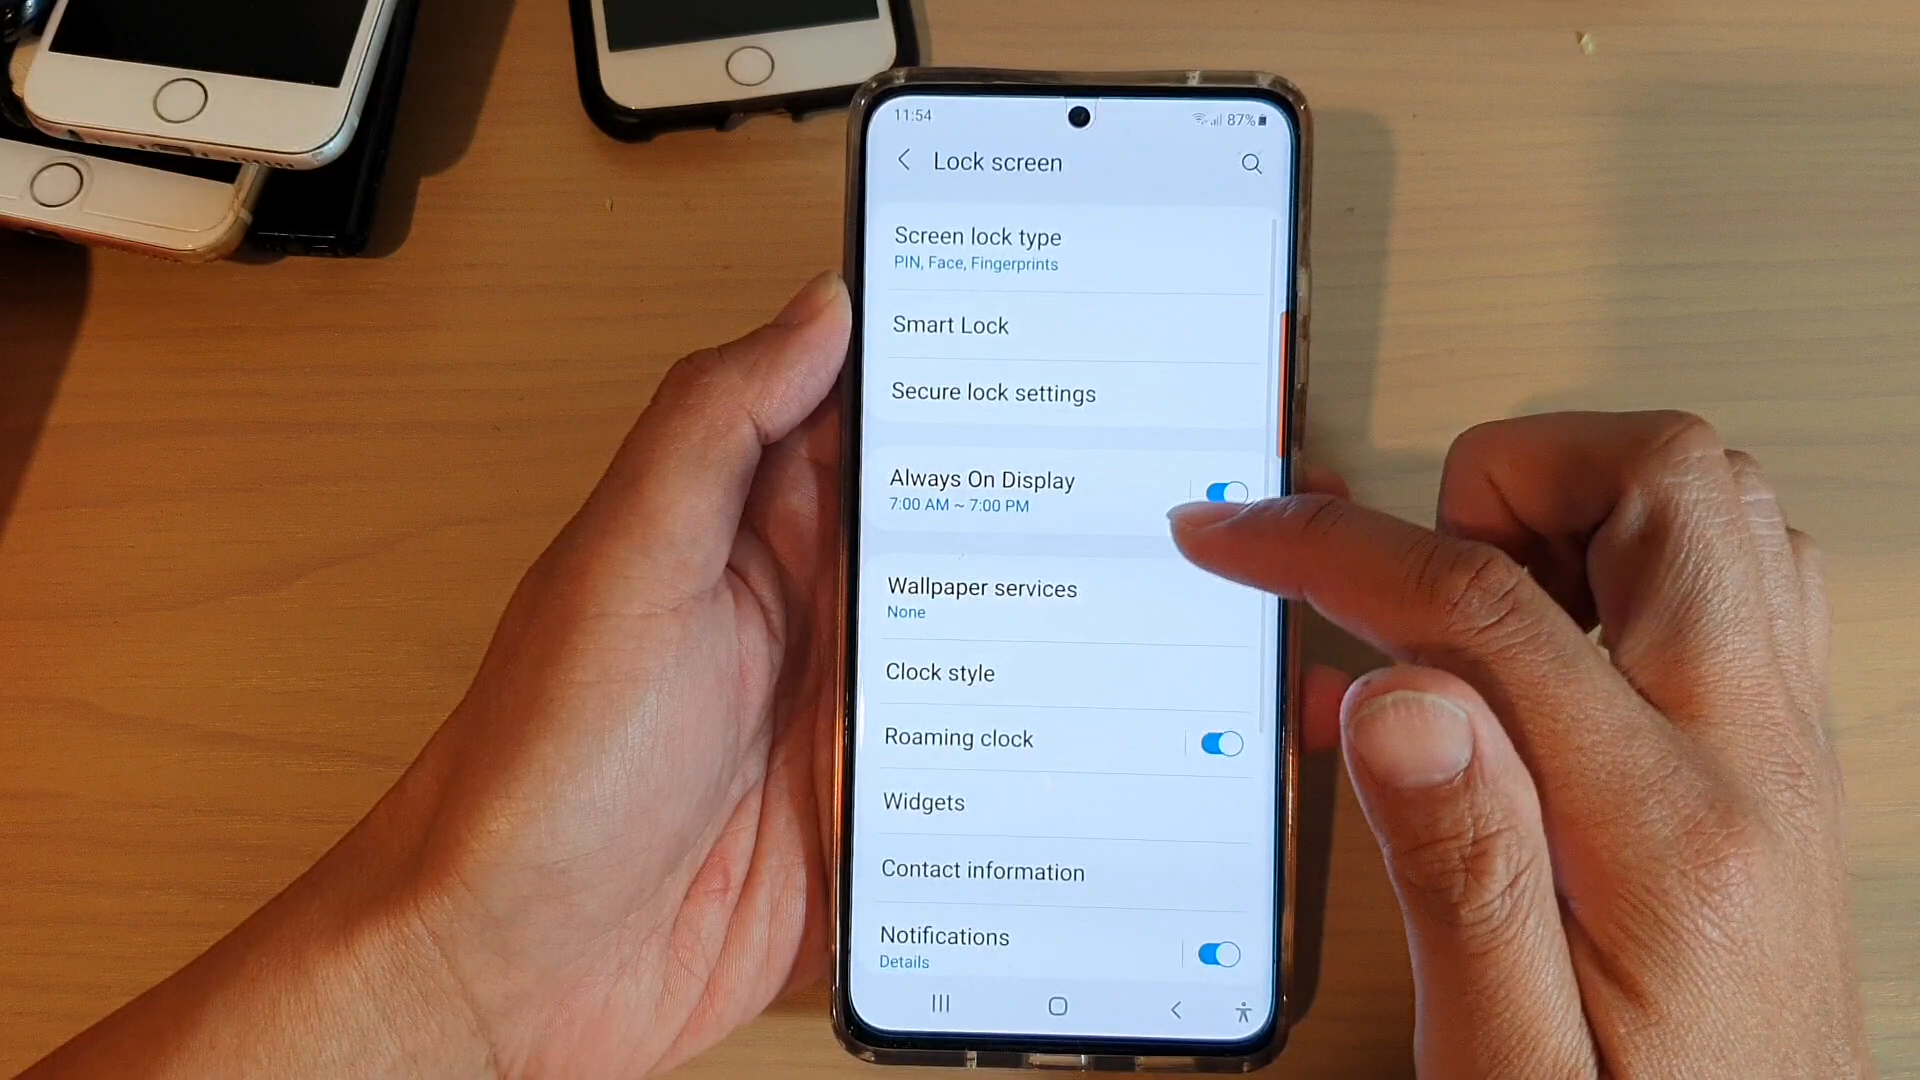 11:54
87%
Lock screen
Screen lock type
PIN, Face, Fingerprints
Smart Lock
Secure lock settings
Always On Display
7:00 AM ~ 7:00 PM
Wallpaper services
None
Clock style
Roaming clock
Widgets
Contact information
Notifications
Details